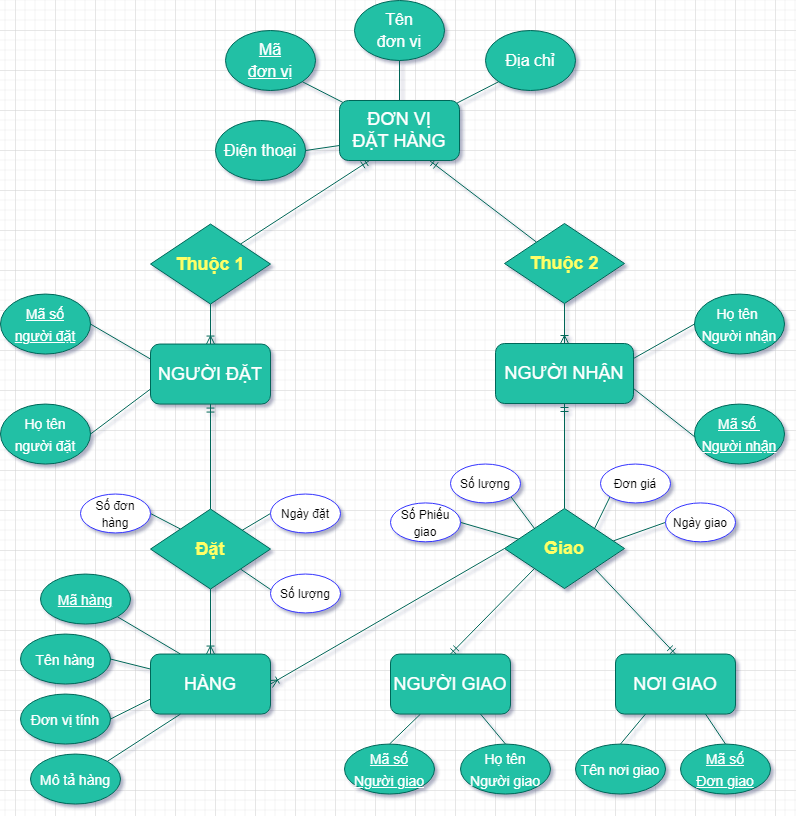 Tên
đơn vị
Mã
đơn vị
Địa chỉ
ĐƠN VỊ
ĐẶT HÀNG
Điện thoại
Thuộc 1
Thuộc 2
Mã số
người đặt
Họ tên
Người nhận
NGƯỜI ĐẶT
NGƯỜI NHẬN
Họ tên
người đặt
Mã số
Người nhận
Số đơn
hàng
Ngày đặt
Số Phiếu
giao
Số lượng
Đơn giá
Ngày giao
Đặt
Giao
Số lượng
Mã hàng
Tên hàng
HÀNG
NGƯỜI GIAO
NƠI GIAO
Đơn vị tính
Mô tả hàng
Mã số
Người giao
Họ tên
Người giao
Tên nơi giao
Mã số
Đơn giao